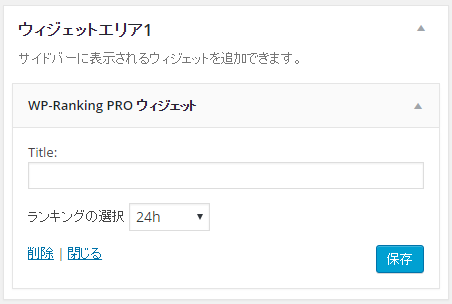 ウィジェットエリア1
サイドバーに表示されるウィジェットを追加できます。
WP-Ranking PRO ウィジェット
Title:
ランキングの選択 24h
削除 | 閉じる
保存